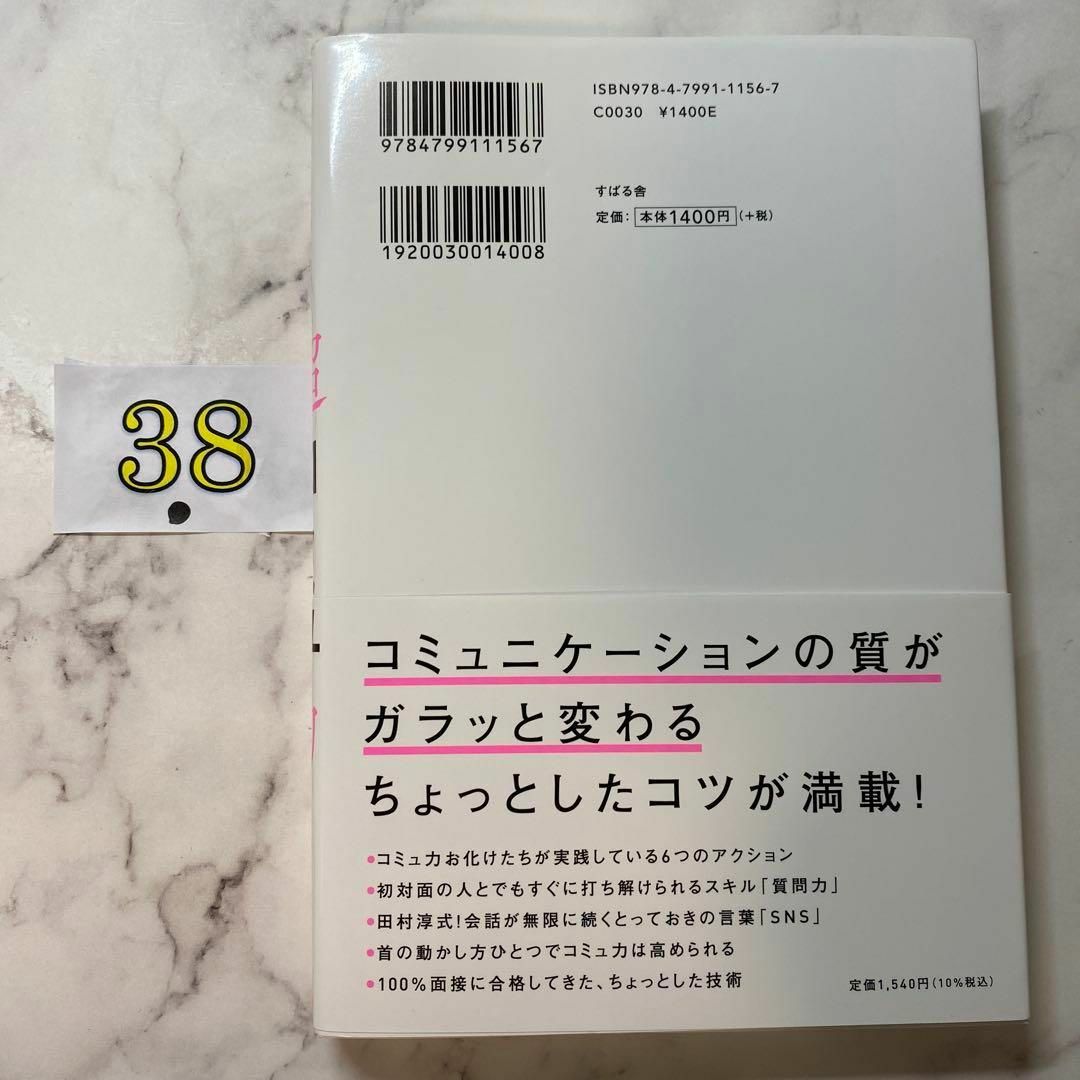 9784799111567
ISBN978-4-7991-1156-7
C0030 ¥1400E
1920030014008
すばる舎
定価: 本体1400円(+税)
38
コミュニケーションの質が
ガラッと変わる
ちょっとしたコツが満載!
•コミュ力お化けたちが実践している6つのアクション
•初対面の人とでもすぐに打ち解けられるスキル「質問力」
•田村淳式!会話が無限に続くとっておきの言葉「SNS」
•首の動かし方ひとつでコミュ力は高められる
•100%面接に合格してきた、ちょっとした技術
定価1,540円(10%税込)